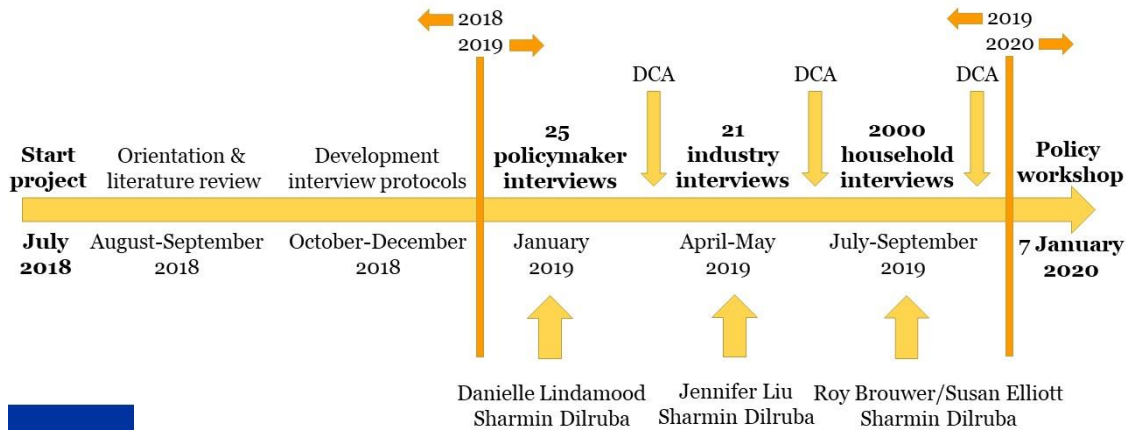 2018
2019
2019
2020
DCA
DCA
DCA
Start
project
Orientation &
literature review
Development
interview protocols
25
policymaker
interviews
21
industry
interviews
2000
household
interviews
Policy
workshop
July
2018
August-September
2018
October-December
2018
January
2019
April-May
2019
July-September
2019
7 January
2020
Danielle Lindamood
Sharmin Dilruba
Jennifer Liu
Sharmin Dilruba
Roy Brouwer/Susan Elliott
Sharmin Dilruba